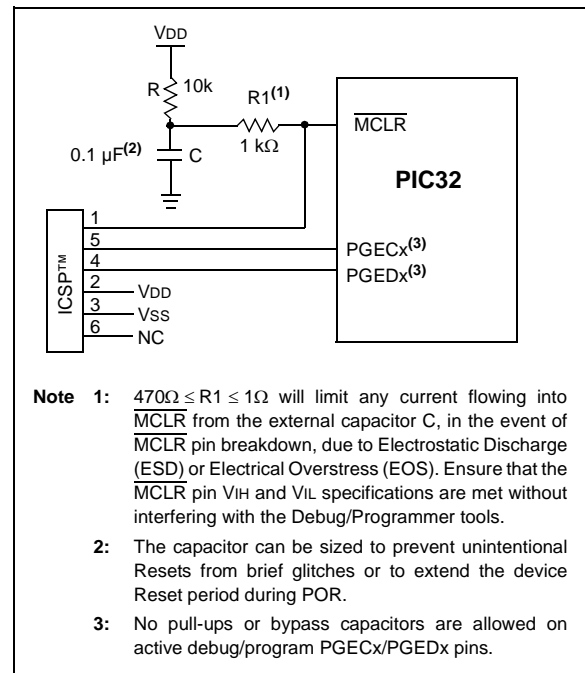 VDD
R 10k
R1(1)
1 kΩ
0.1 µF(2) C
MCLR
PIC32
PGECx(3)
PGEDx(3)
ICSP™
1
5
4
2 VDD
3 VSS
6 NC
Note 1: 470Ω ≤ R1 ≤ 1Ω will limit any current flowing into
MCLR from the external capacitor C, in the event of
MCLR pin breakdown, due to Electrostatic Discharge
(ESD) or Electrical Overstress (EOS). Ensure that the
MCLR pin VIH and VIL specifications are met without
interfering with the Debug/Programmer tools.
2: The capacitor can be sized to prevent unintentional
Resets from brief glitches or to extend the device
Reset period during POR.
3: No pull-ups or bypass capacitors are allowed on
active debug/program PGECx/PGEDx pins.